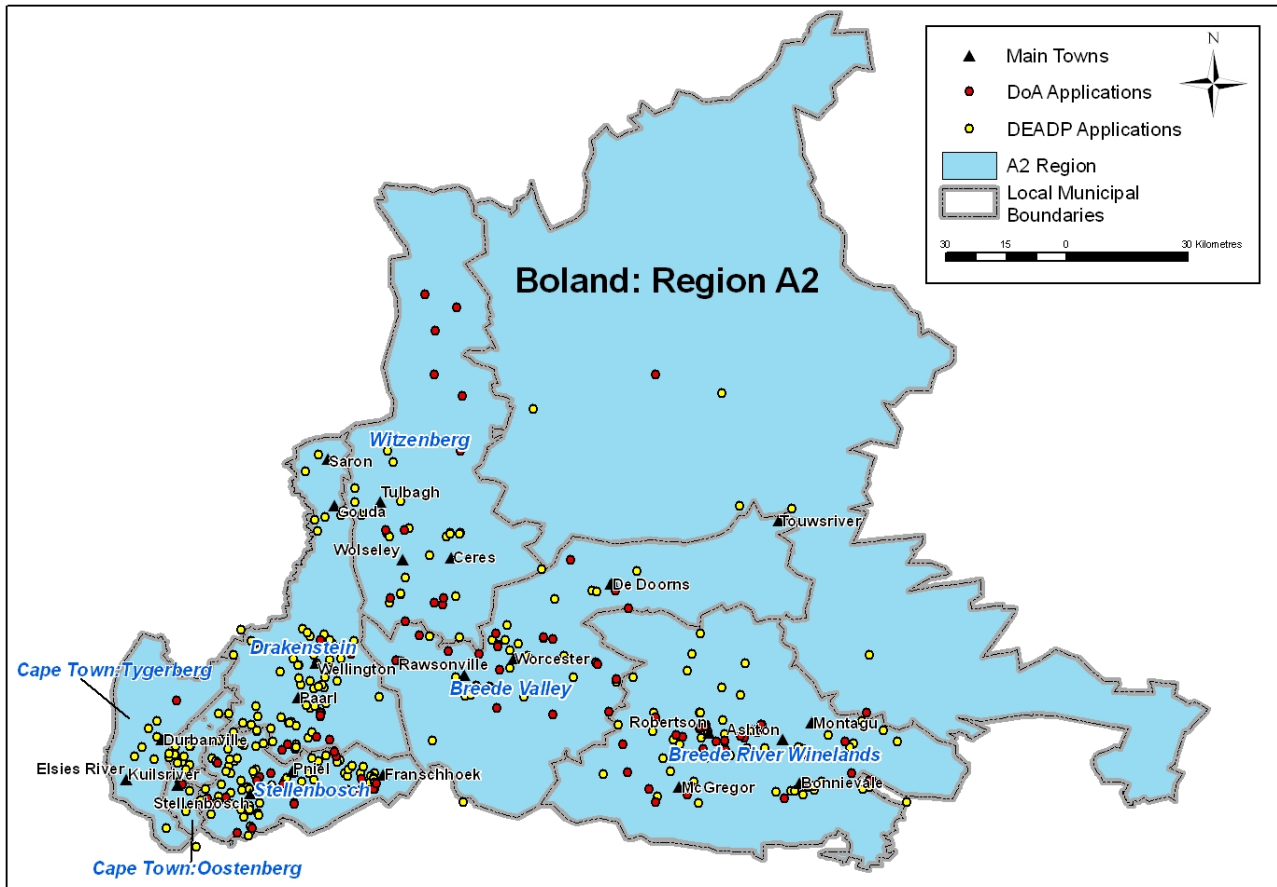 N
Main Towns
DoA Applications
DEADP Applications
A2 Region
Local Municipal
Boundaries
30 15 0 30 Kilometres
Boland: Region A2
Witzenberg
Saron
Tulbagh
Gouda
Touwsriver
Wolseley
Ceres
De Doorns
Drakenstein
Cape Town:Tygerberg
Wellington
Rawsonville
Worcester
Breede Valley
Paarl
Robertson
Ashton
Montagu
Durbanville
Breede River Winelands
Elsies River
Kuilsriver
Pniel
Franschhoek
Stellenbosch
McGregor
Bonnievale
Stellenbosch
Cape Town:Oostenberg